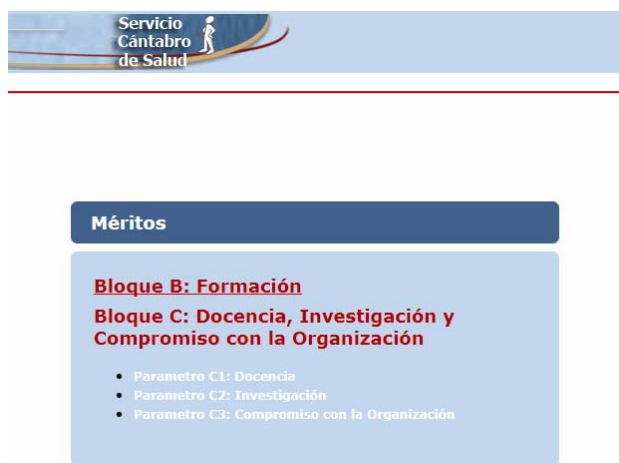 Servicio
Cántabro
de Salud
Méritos
Bloque B: Formación
Bloque C: Docencia, Investigación y
Compromiso con la Organización
Parametro C1: Docencia
Parametro C2: Investigación
Parametro C3: Compromiso con la Organización